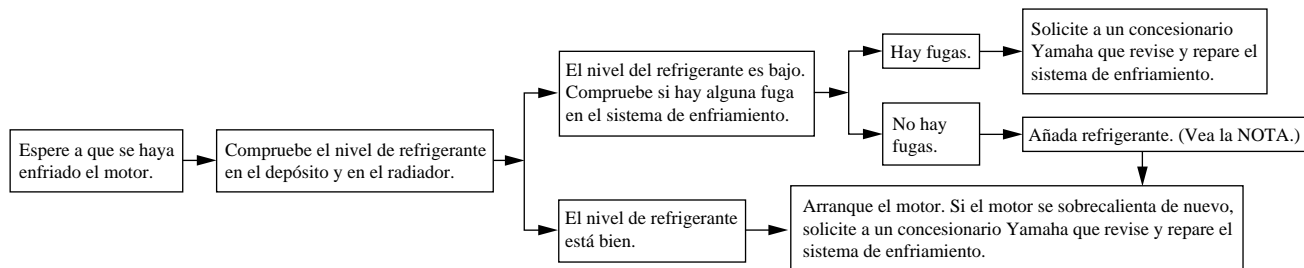 Espere a que se haya
enfriado el motor.
Compruebe el nivel de refrigerante
en el depósito y en el radiador.
El nivel del refrigerante es bajo.
Compruebe si hay alguna fuga
en el sistema de enfriamiento.
Hay fugas.
Solicite a un concesionario
Yamaha que revise y repare el
sistema de enfriamiento.
No hay
fugas.
Añada refrigerante. (Vea la NOTA.)
El nivel de refrigerante
está bien.
Arranque el motor. Si el motor se sobrecalienta de nuevo,
solicite a un concesionario Yamaha que revise y repare el
sistema de enfriamiento.